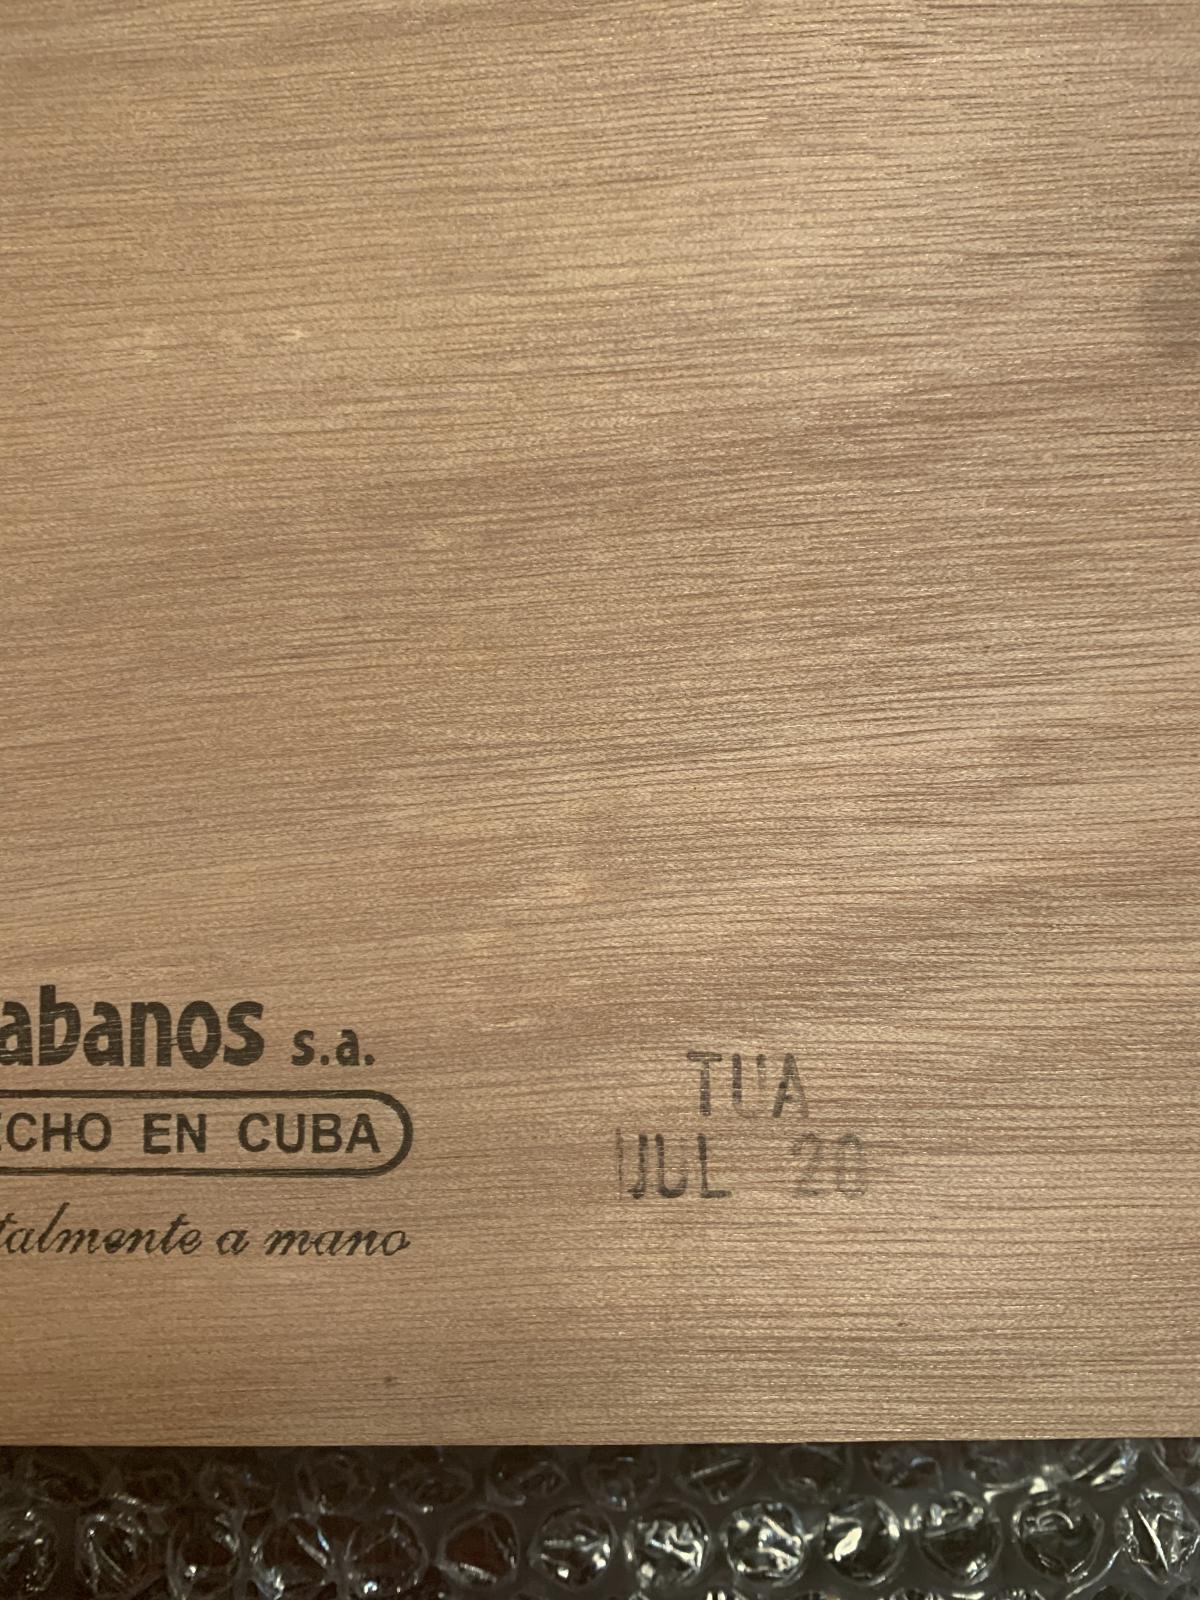 abanos s.a.
ECHO EN CUBA
talmente a mano
TUA
JUL 20